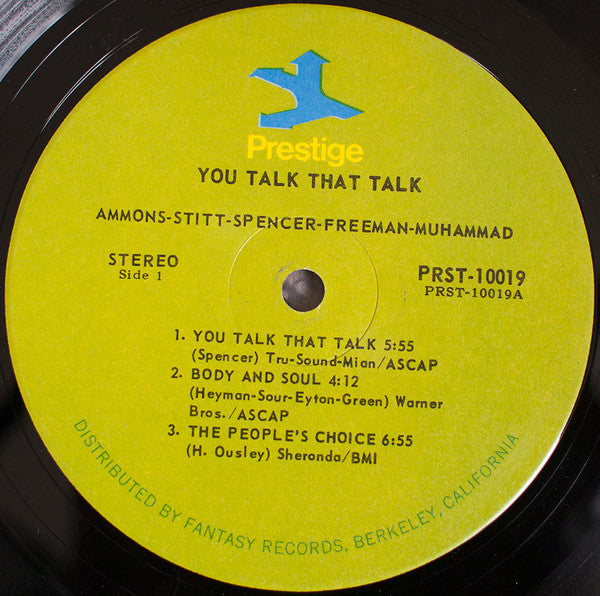 Prestige
YOU TALK THAT TALK
AMMONS-STITT-SPENCER-FREEMAN-MUHAMMAD
STEREO
Side 1
PRST-10019
PRST-10019A
1. YOU TALK THAT TALK 5:55
(Spencer) Tru-Sound-Mian/ASCAP
2. BODY AND SOUL 4:12
(Heyman-Sour-Eyton-Green) Warner
Bros./ASCAP
3. THE PEOPLE'S CHOICE 6:55
(H. Ousley) Sheronda/BMI
DISTRIBUTED BY FANTASY RECORDS, BERKELEY, CALIFORNIA